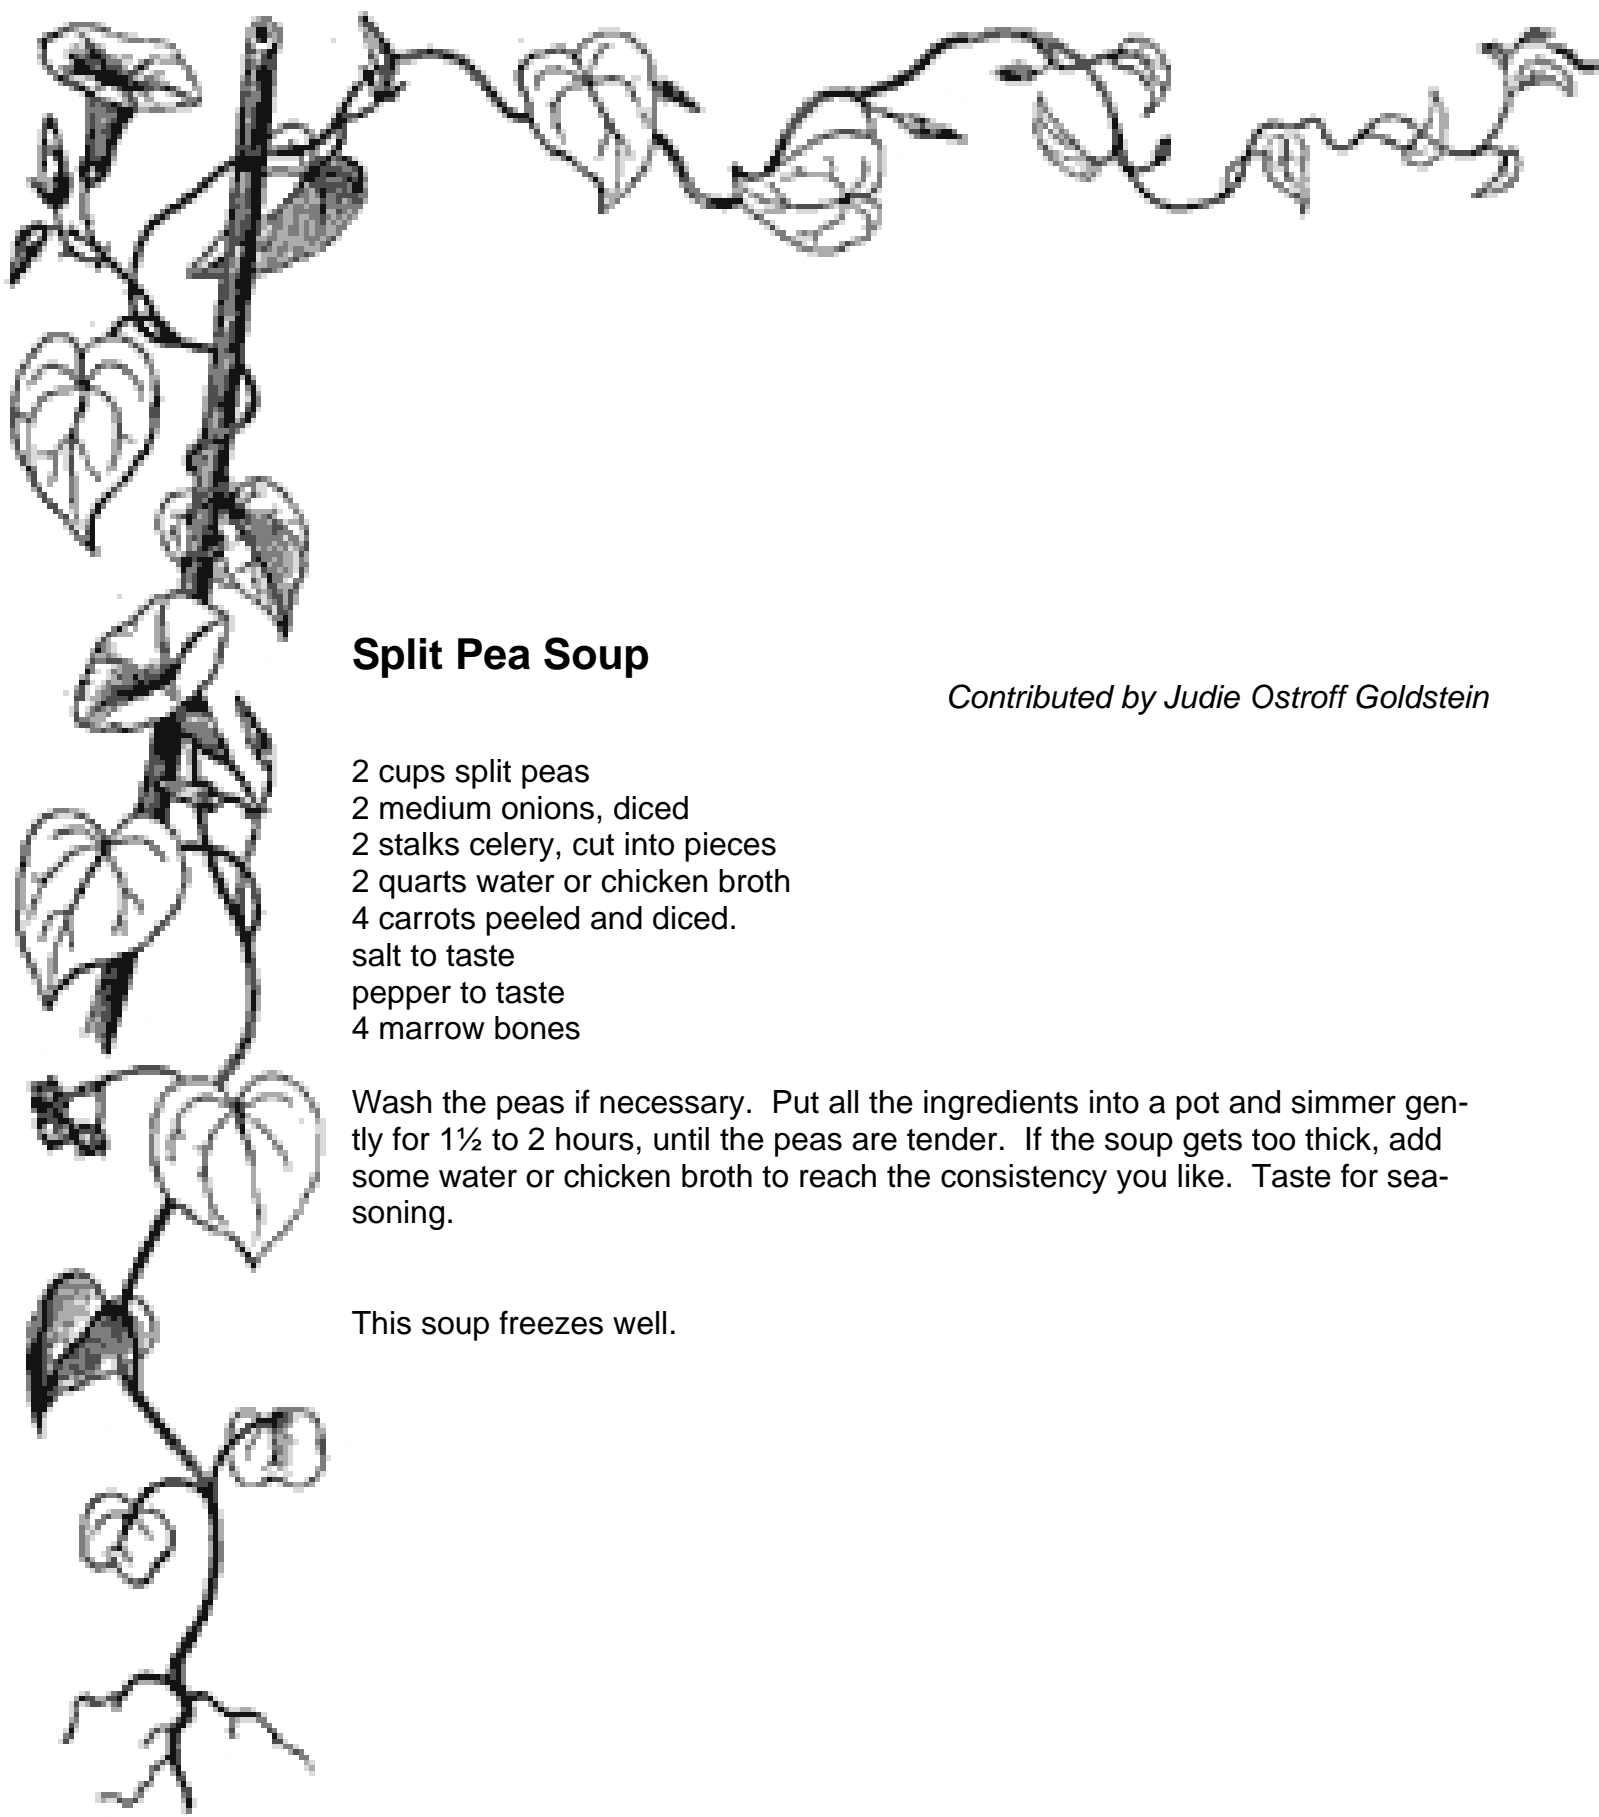 Split Pea Soup
Contributed by Judie Ostroff Goldstein
2 cups split peas
2 medium onions, diced
2 stalks celery, cut into pieces
2 quarts water or chicken broth
4 carrots peeled and diced.
salt to taste
pepper to taste
4 marrow bones
Wash the peas if necessary.  Put all the ingredients into a pot and simmer gen-
tly for 1½ to 2 hours, until the peas are tender.  If the soup gets too thick, add
some water or chicken broth to reach the consistency you like.  Taste for sea-
soning.
This soup freezes well.